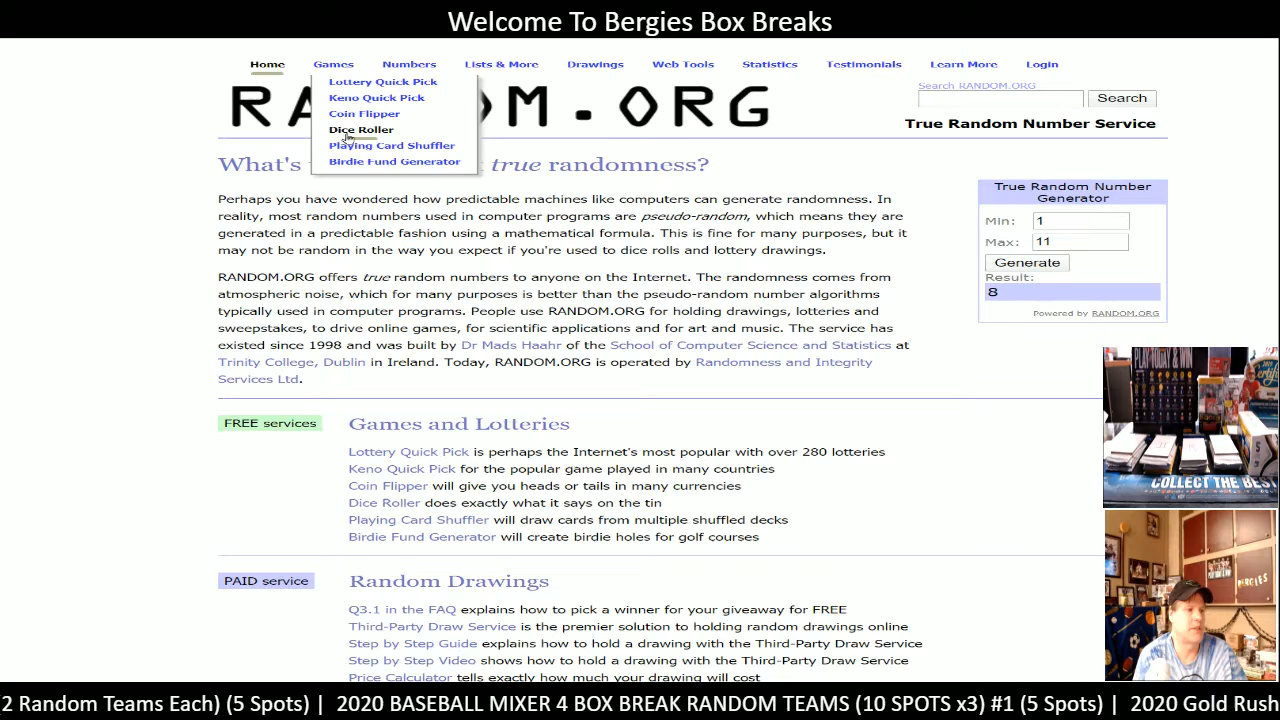 Welcome To Bergies Box Breaks
Home Games Numbers Lists & More Drawings Web Tools Statistics Testimonials Learn More Login
Lottery Quick Pick
Keno Quick Pick
Coin Flipper
Dice Roller
Playing Card Shuffler
Birdie Fund Generator
RA M.ORG
Search RANDOM.ORG
Search
True Random Number Service
What's true randomness?
Perhaps you have wondered how predictable machines like computers can generate randomness. In
reality, most random numbers used in computer programs are pseudo-random, which means they are
generated in a predictable fashion using a mathematical formula. This is fine for many purposes, but it
may not be random in the way you expect if you're used to dice rolls and lottery drawings.
RANDOM.ORG offers true random numbers to anyone on the Internet. The randomness comes from
atmospheric noise, which for many purposes is better than the pseudo-random number algorithms
typically used in computer programs. People use RANDOM.ORG for holding drawings, lotteries and
sweepstakes, to drive online games, for scientific applications and for art and music. The service has
existed since 1998 and was built by Dr Mads Haahr of the School of Computer Science and Statistics at
Trinity College, Dublin in Ireland. Today, RANDOM.ORG is operated by Randomness and Integrity
Services Ltd.
True Random Number
Generator
Min: 1
Max: 11
Generate
Result:
8
Powered by RANDOM.ORG
FREE services
Games and Lotteries
Lottery Quick Pick is perhaps the Internet's most popular with over 280 lotteries
Keno Quick Pick for the popular game played in many countries
Coin Flipper will give you heads or tails in many currencies
Dice Roller does exactly what it says on the tin
Playing Card Shuffler will draw cards from multiple shuffled decks
Birdie Fund Generator will create birdie holes for golf courses
PAID service
Random Drawings
Q3.1 in the FAQ explains how to pick a winner for your giveaway for FREE
Third-Party Draw Service is the premier solution to holding random drawings online
Step by Step Guide explains how to hold a drawing with the Third-Party Draw Service
Step by Step Video shows how to hold a drawing with the Third-Party Draw Service
Price Calculator tells exactly how much your drawing will cost
PLAY TODAY & WIN
COLLECT THE BEST
BERGIES
(2 Random Teams Each) (5 Spots) | 2020 BASEBALL MIXER 4 BOX BREAK RANDOM TEAMS (10 SPOTS x3) #1 (5 Spots) | 2020 Gold Rush